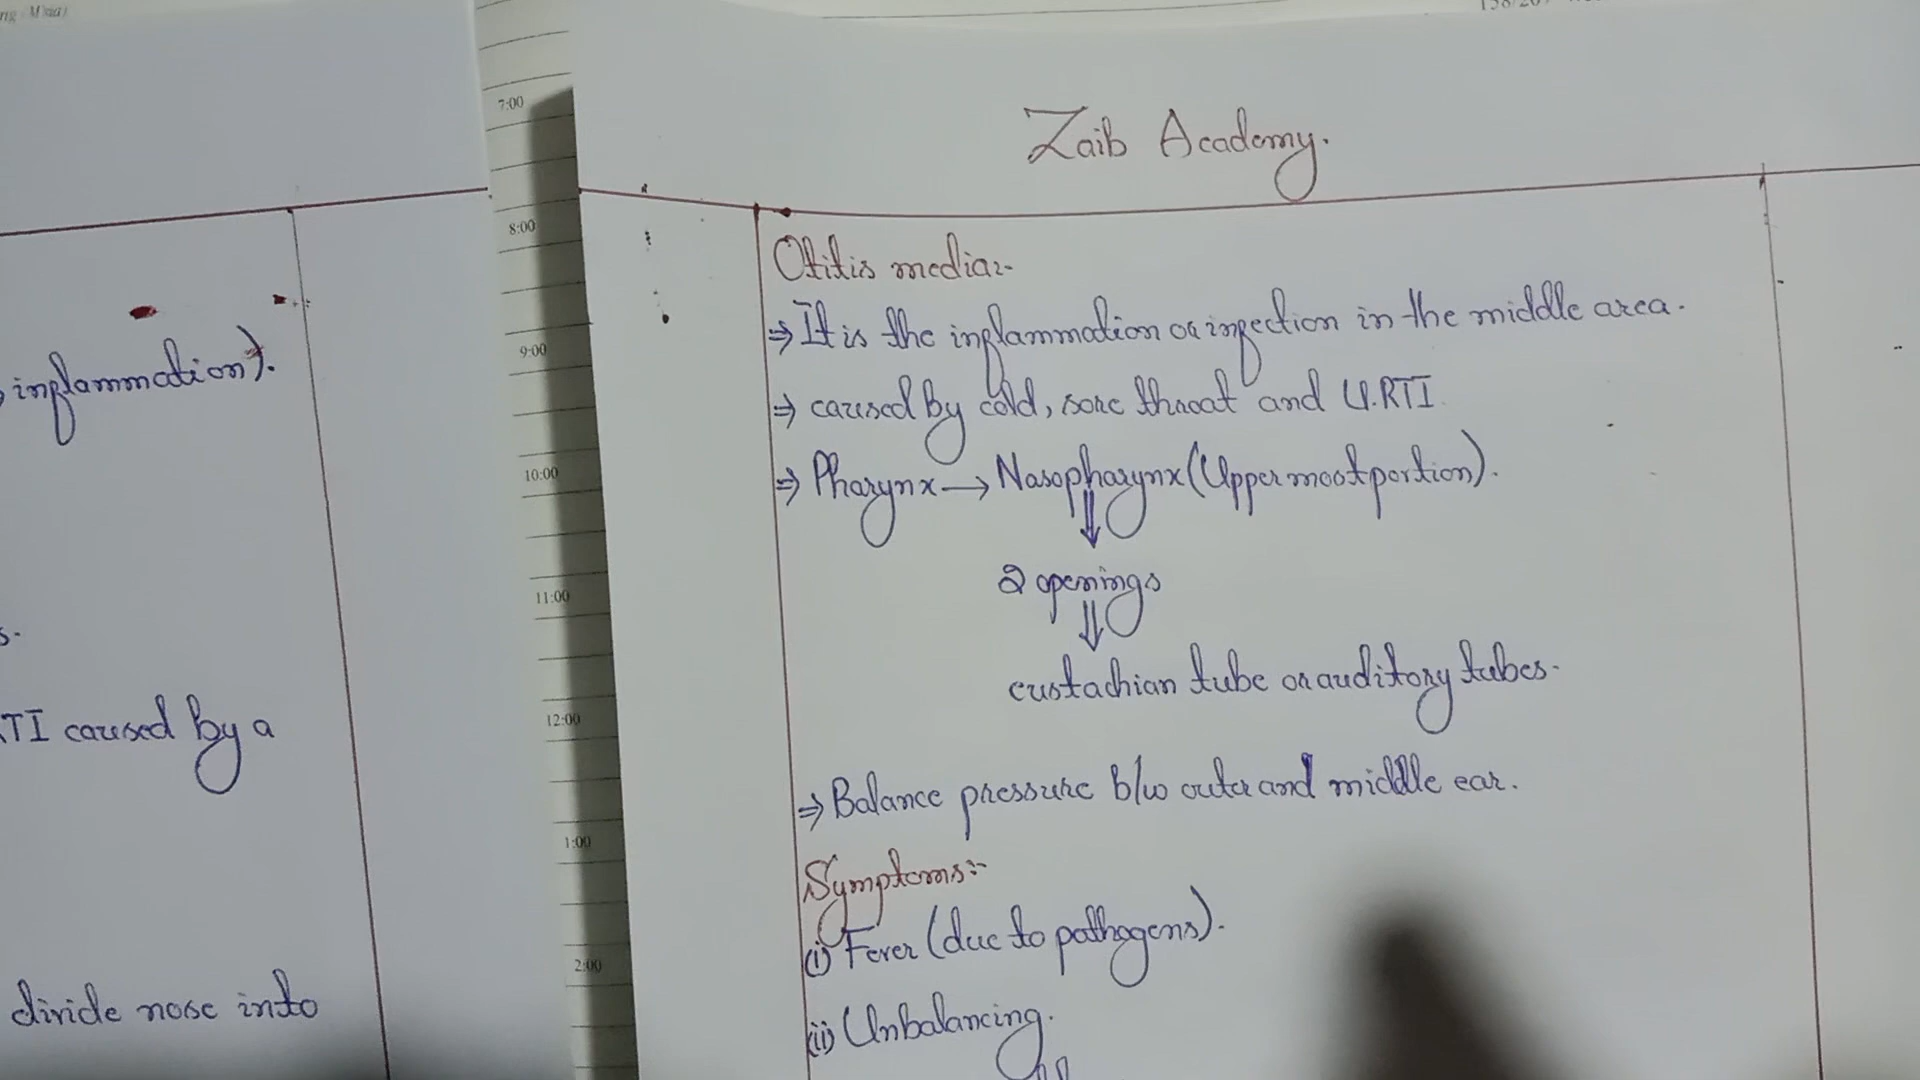 7:00
8:00
9:00
10:00
11:00
12:00
1:00
2:00
inflammation).
TI caused by a
divide nose into
Zaib Academy.
Otitis media:-
⇒ It is the inflammation or infection in the middle area.
⇒ caused by cold, sore throat and U.RTI.
⇒ Pharynx → Nasopharynx (Upper most portion).
⇓
2 openings
⇓
eustachian tube or auditory tubes.
⇒ Balance pressure b/w outer and middle ear.
Symptoms:-
(i) Fever (due to pathogens).
(ii) Unbalancing.